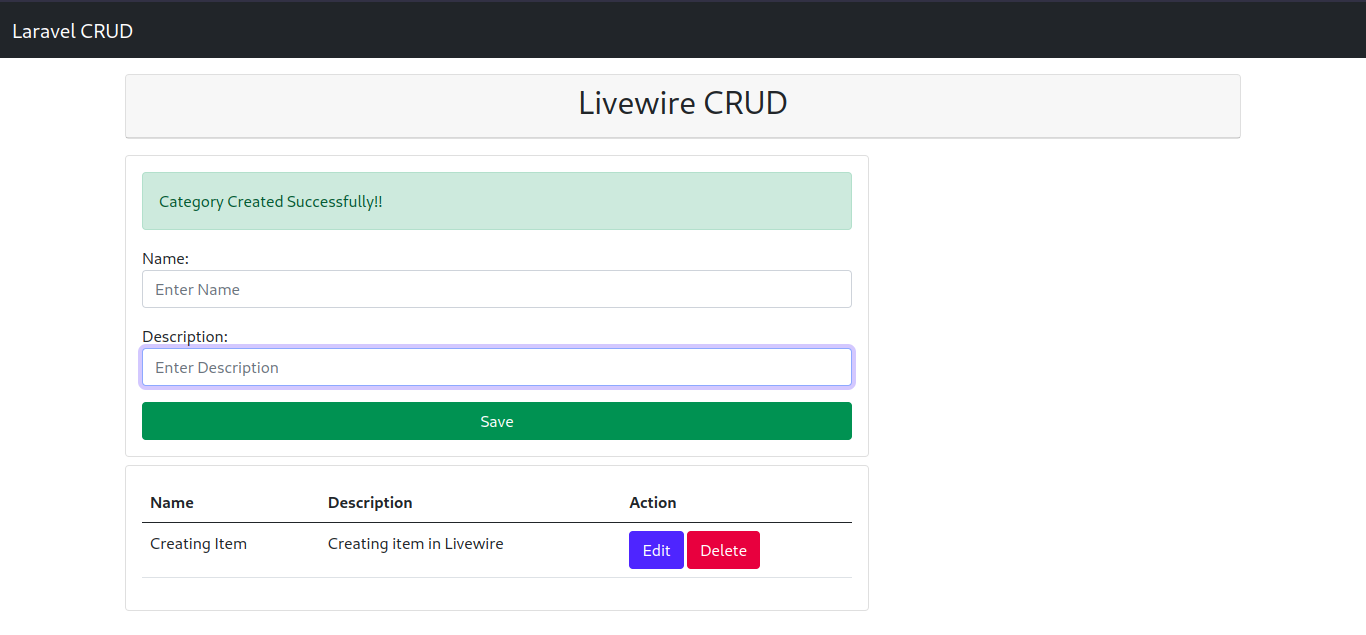 Laravel CRUD
Livewire CRUD
Category Created Successfully!!
Name:
Enter Name
Description:
Enter Description
Save
Name Description Action
Creating Item Creating item in Livewire Edit Delete